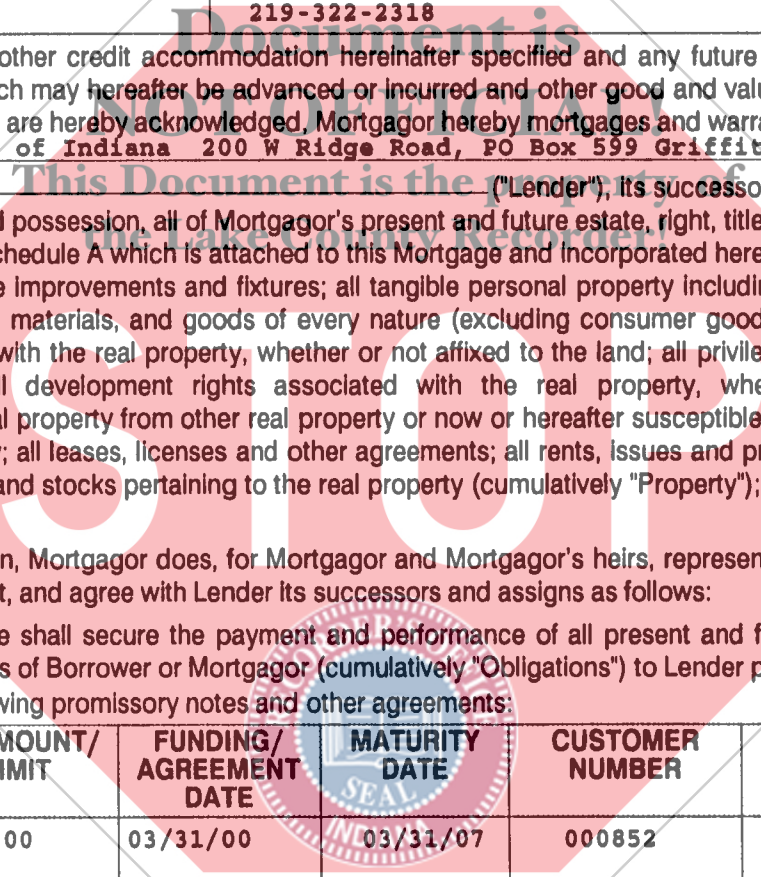 219-322-2318
Document is
other credit accommodation hereinafter specified and any future
ch may hereafter be advanced or incurred and other good and valu
NOT OFFICIAL!
are hereby acknowledged, Mortgagor hereby mortgages and warra
of Indiana 200 W Ridge Road, PO Box 599 Griffit
This Document is the property of
("Lender"), its successo
l possession, all of Mortgagor's present and future estate, right, title
the Lake County Recorder!
chedule A which is attached to this Mortgage and incorporated here
e improvements and fixtures; all tangible personal property includin
materials, and goods of every nature (excluding consumer good
with the real property, whether or not affixed to the land; all privile
ll development rights associated with the real property, whe
al property from other real property or now or hereafter susceptible
; all leases, licenses and other agreements; all rents, issues and pr
and stocks pertaining to the real property (cumulatively "Property");
STOP
n, Mortgagor does, for Mortgagor and Mortgagor's heirs, represen
t, and agree with Lender its successors and assigns as follows:
e shall secure the payment and performance of all present and f
s of Borrower or Mortgagor (cumulatively "Obligations") to Lender p
wing promissory notes and other agreements:
RECORDER'S OFFICE
SEAL
INDIANA
MOUNT/ FUNDING/ MATURITY CUSTOMER
IMIT AGREEMENT DATE NUMBER
DATE
00 03/31/00 03/31/07 000852